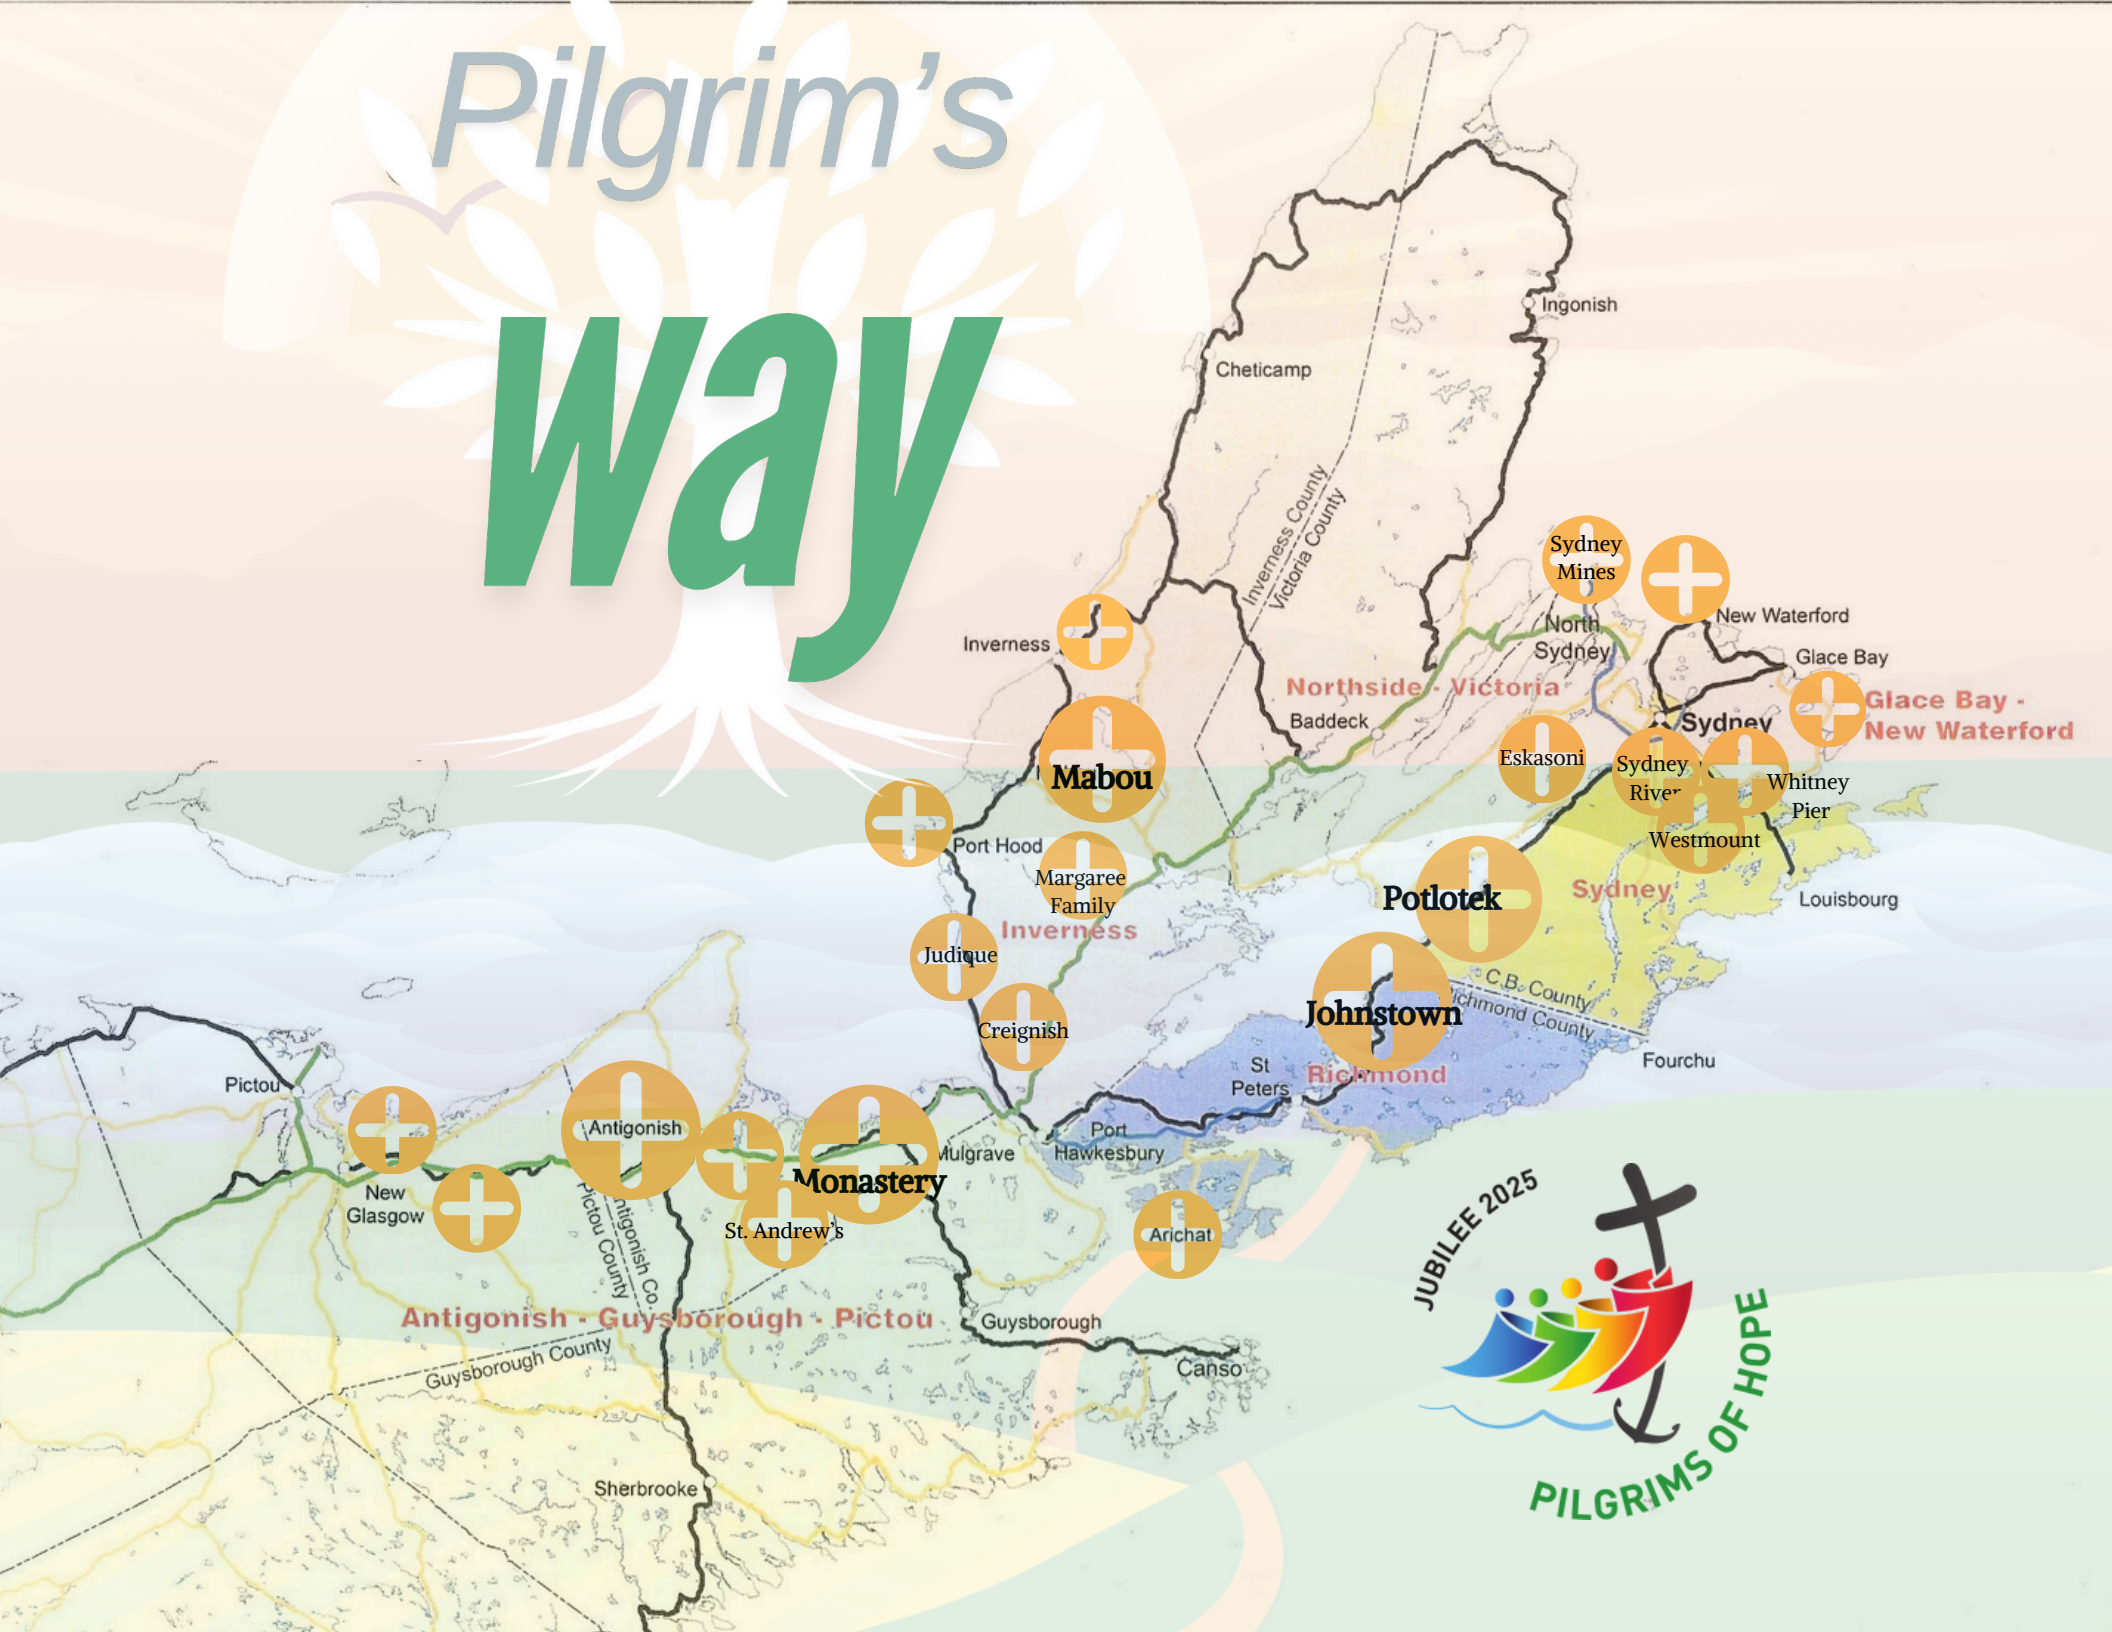 Pilgrim's
way
Ingonish
Cheticamp
Inverness County
Victoria County
Sydney
Mines
New Waterford
North
Sydney
Inverness
Glace Bay
Northside - Victoria
Glace Bay -
New Waterford
Baddeck
Sydney
Eskasoni
Sydney
River
Whitney
Pier
Mabou
Westmount
Port Hood
Margaree
Family
Potlotek
Sydney
Louisbourg
Inverness
Judique
C.B. County
Richmond County
Johnstown
Creignish
Fourchu
St
Peters
Richmond
Pictou
Antigonish
Port
Hawkesbury
Mulgrave
Monastery
New
Glasgow
St. Andrew's
Arichat
Antigonish Co.
Pictou County
Antigonish - Guysborough - Pictou
Guysborough
Guysborough County
Canso
Sherbrooke
JUBILEE 2025
PILGRIMS OF HOPE